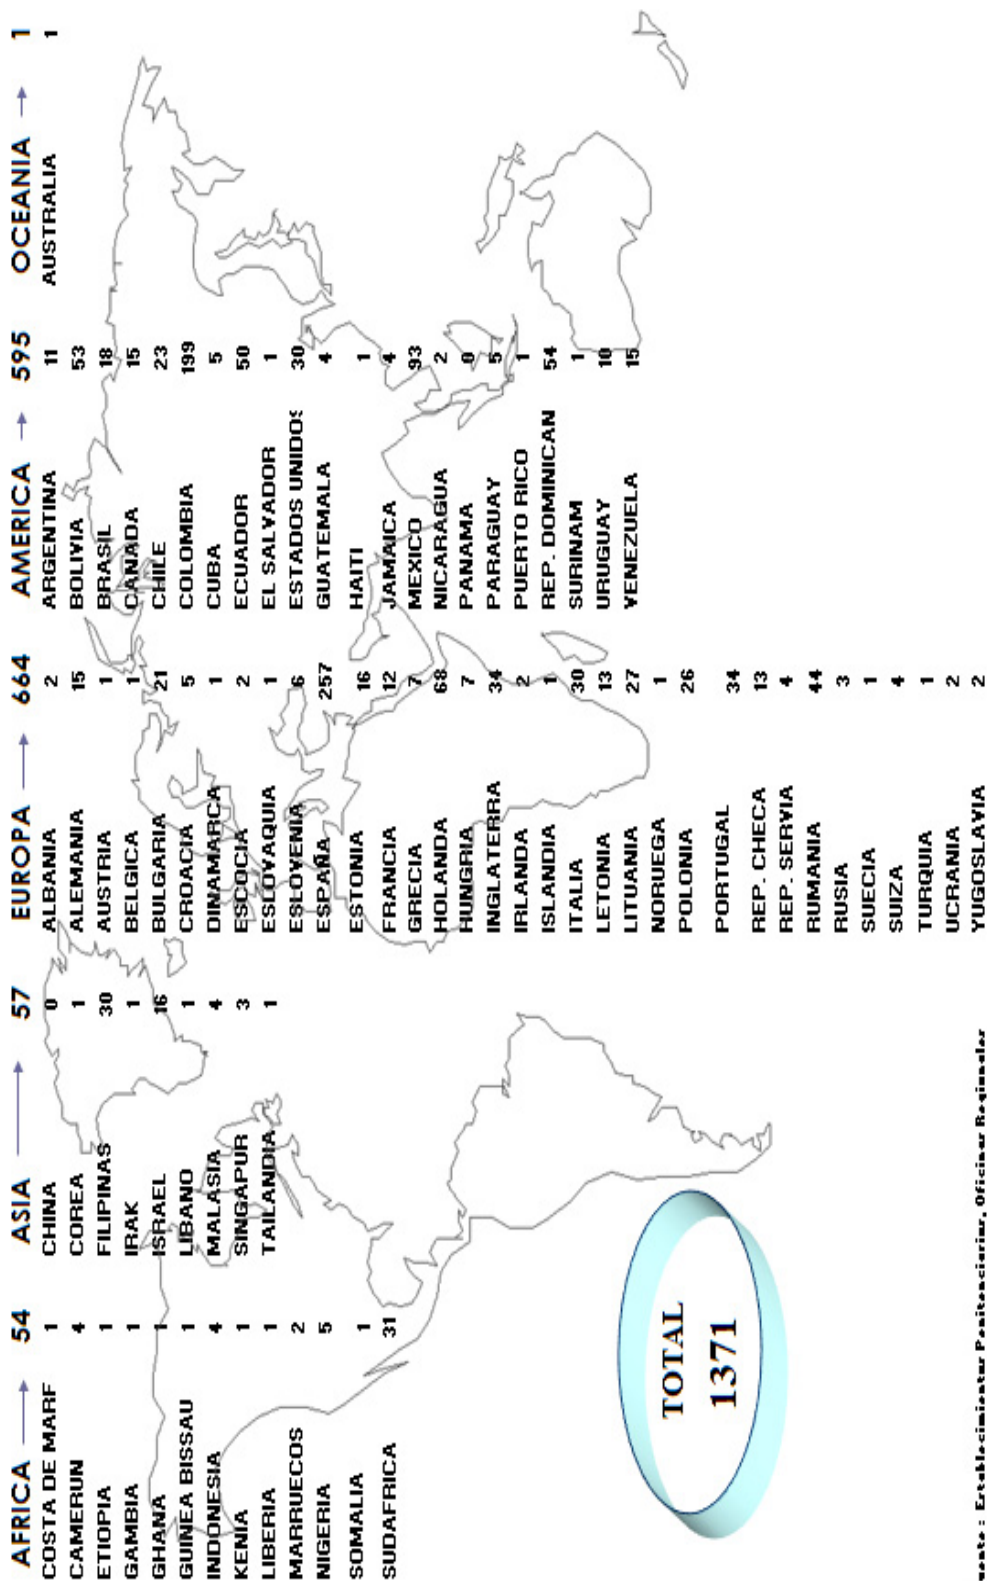 AFRICA → 54
COSTA DE MARF 1
CAMERUN 4
ETIOPIA 1
GAMBIA 1
GHANA 1
GUINEA BISSAU 1
INDONESIA 4
KENIA 1
LIBERIA 1
MARRUECOS 2
NIGERIA 5
SOMALIA 1
SUDAFRICA 31
ASIA → 57
CHINA 0
COREA 1
FILIPINAS 30
IRAK 1
ISRAEL 16
LIBANO 1
MALASIA 4
SINGAPUR 3
TAILANDIA 1
EUROPA → 664
ALBANIA 2
ALEMANIA 15
AUSTRIA 1
BELGICA 1
BULGARIA 21
CROACIA 5
DINAMARCA 1
ESCOCIA 2
ESLOVAQUIA 1
ESLOVENIA 6
ESPAÑA 257
ESTONIA 16
FRANCIA 12
GRECIA 7
HOLANDA 68
HUNGRIA 7
INGLATERRA 34
IRLANDA 2
ISLANDIA 1
ITALIA 30
LETONIA 13
LITUANIA 27
NORUEGA 1
POLONIA 26
PORTUGAL 34
REP. CHECA 13
REP. SERVIA 4
RUMANIA 44
RUSIA 3
SUECIA 1
SUIZA 4
TURQUIA 1
UCRANIA 2
YUGOSLAVIA 2
AMERICA → 595
ARGENTINA 11
BOLIVIA 53
BRASIL 18
CANADA 15
CHILE 23
COLOMBIA 199
CUBA 5
ECUADOR 50
EL SALVADOR 1
ESTADOS UNIDOS 30
GUATEMALA 4
HAITI 1
JAMAICA 4
MEXICO 93
NICARAGUA 2
PANAMA 0
PARAGUAY 5
PUERTO RICO 1
REP. DOMINICAN 54
SURINAM 1
URUGUAY 10
VENEZUELA 15
OCEANIA → 1
AUSTRALIA 1
TOTAL
1371
uente : Establecimientos Penitenciarios, Oficinas Regionales